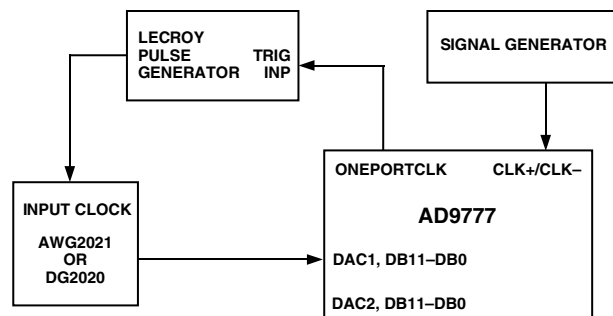 LECROY
PULSE
GENERATOR
TRIG
INP
SIGNAL GENERATOR
INPUT CLOCK
AWG2021
OR
DG2020
ONEPORTCLK
CLK+/CLK–
AD9777
DAC1, DB11–DB0
DAC2, DB11–DB0